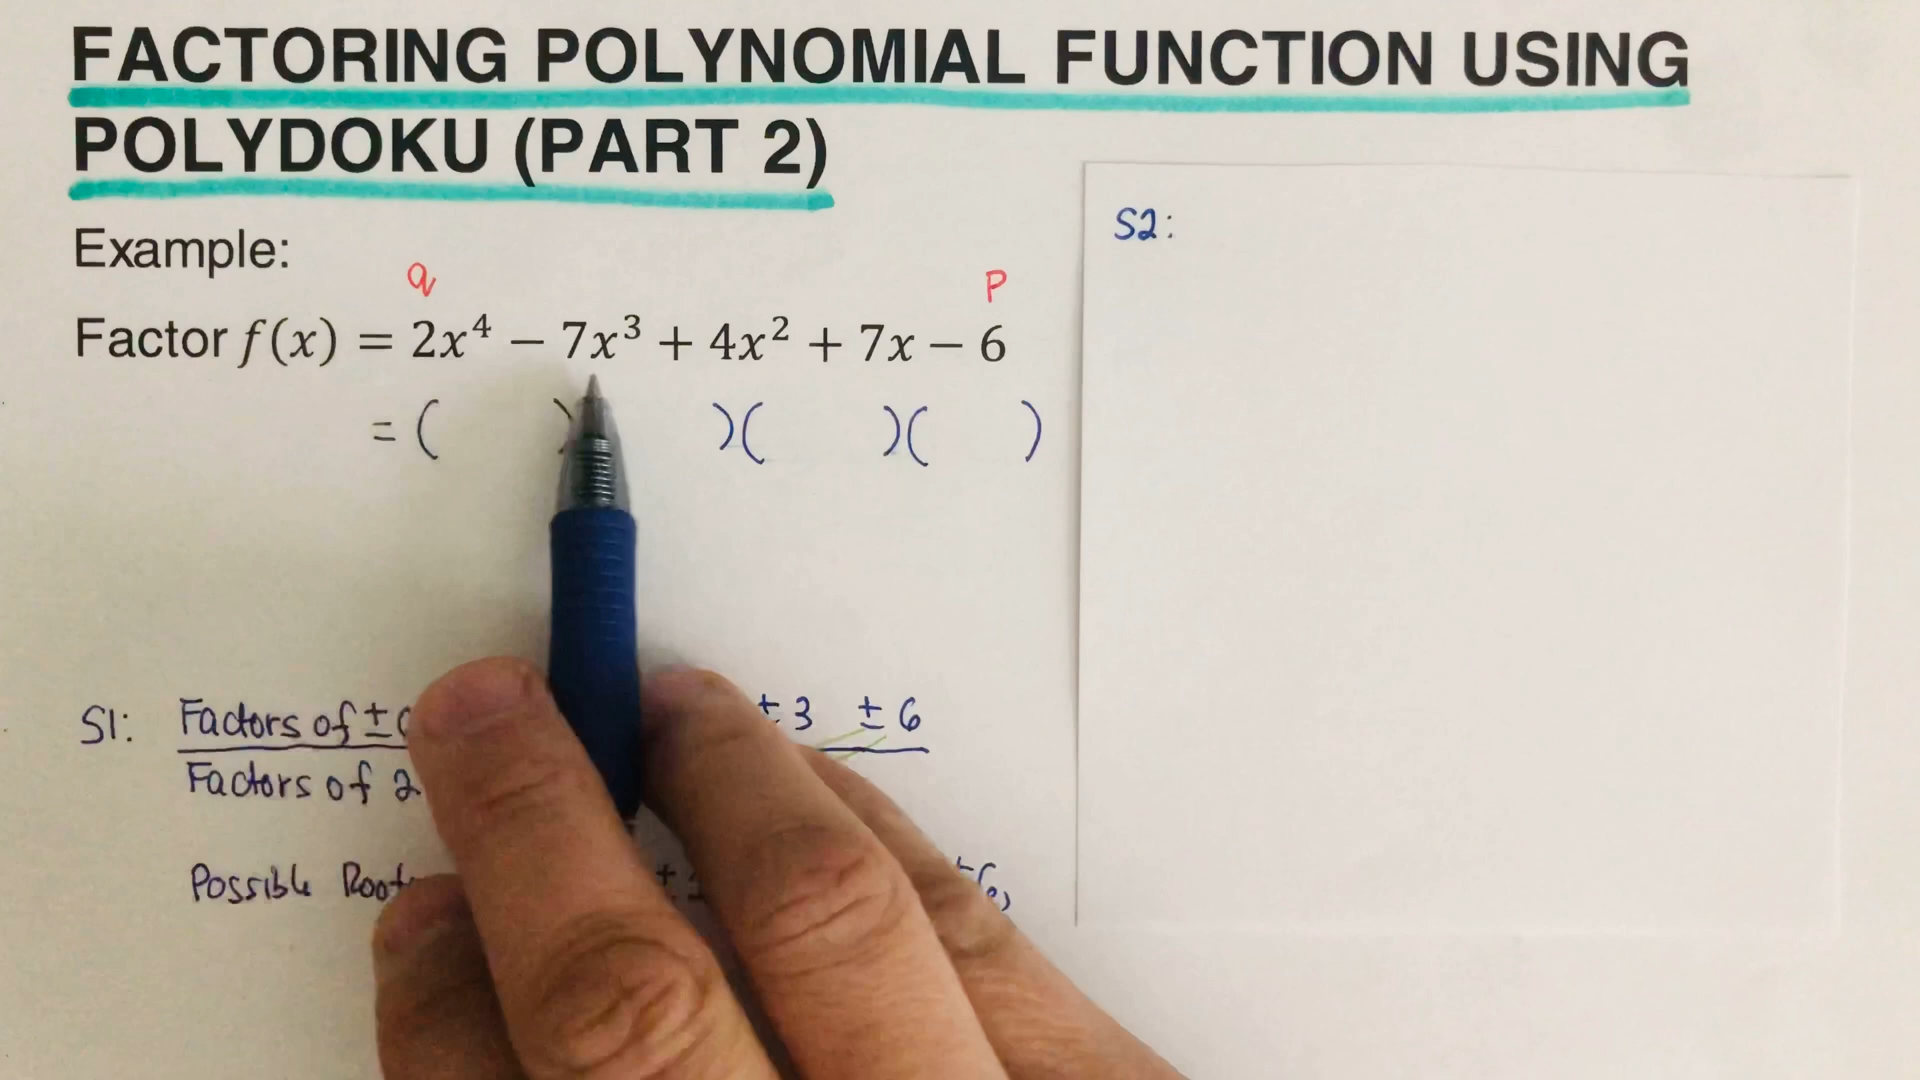 FACTORING POLYNOMIAL FUNCTION USING
POLYDOKU (PART 2)
Example:
q p
Factor f(x) = 2x⁴ − 7x³ + 4x² + 7x − 6
= ( ) )( )( )
S2:
S1: Factors of ± ± 3 ± 6
Factors of 2
Possible ±